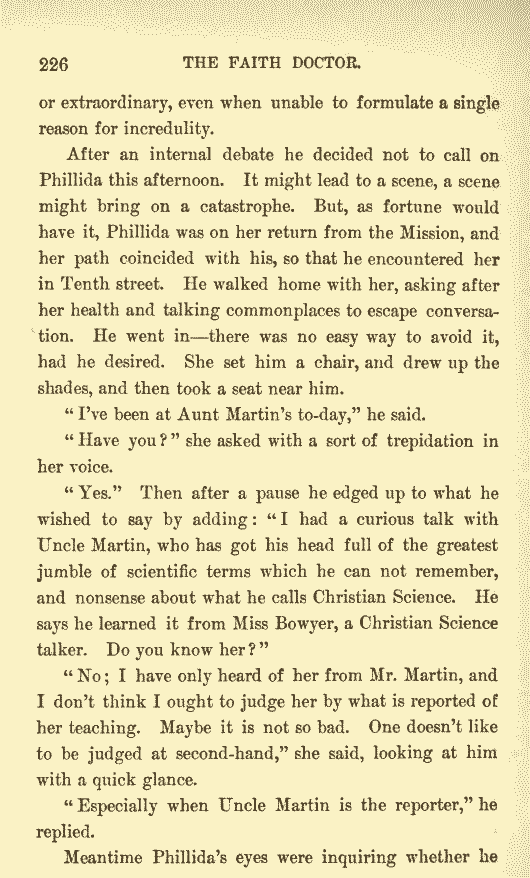 226 THE FAITH DOCTOR.
or extraordinary, even when unable to formulate a single
reason for incredulity.
After an internal debate he decided not to call on
Phillida this afternoon. It might lead to a scene, a scene
might bring on a catastrophe. But, as fortune would
have it, Phillida was on her return from the Mission, and
her path coincided with his, so that he encountered her
in Tenth street. He walked home with her, asking after
her health and talking commonplaces to escape conversa-
tion. He went in—there was no easy way to avoid it,
had he desired. She set him a chair, and drew up the
shades, and then took a seat near him.
"I've been at Aunt Martin's to-day," he said.
"Have you?" she asked with a sort of trepidation in
her voice.
"Yes." Then after a pause he edged up to what he
wished to say by adding: "I had a curious talk with
Uncle Martin, who has got his head full of the greatest
jumble of scientific terms which he can not remember,
and nonsense about what he calls Christian Science. He
says he learned it from Miss Bowyer, a Christian Science
talker. Do you know her?"
"No; I have only heard of her from Mr. Martin, and
I don't think I ought to judge her by what is reported of
her teaching. Maybe it is not so bad. One doesn't like
to be judged at second-hand," she said, looking at him
with a quick glance.
"Especially when Uncle Martin is the reporter," he
replied.
Meantime Phillida's eyes were inquiring whether he